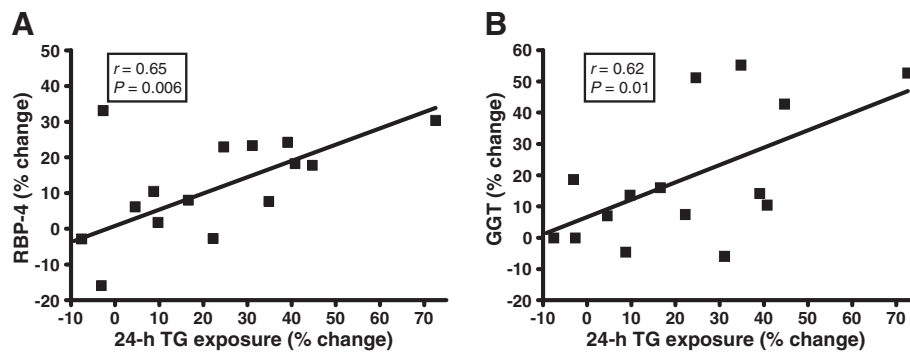 A
RBP-4 (% change)
50
40
30
20
10
0
-10
-20
r = 0.65
P = 0.006
-10 0 10 20 30 40 50 60 70
24-h TG exposure (% change)
B
GGT (% change)
60
50
40
30
20
10
0
-10
-20
r = 0.62
P = 0.01
-10 0 10 20 30 40 50 60 70
24-h TG exposure (% change)